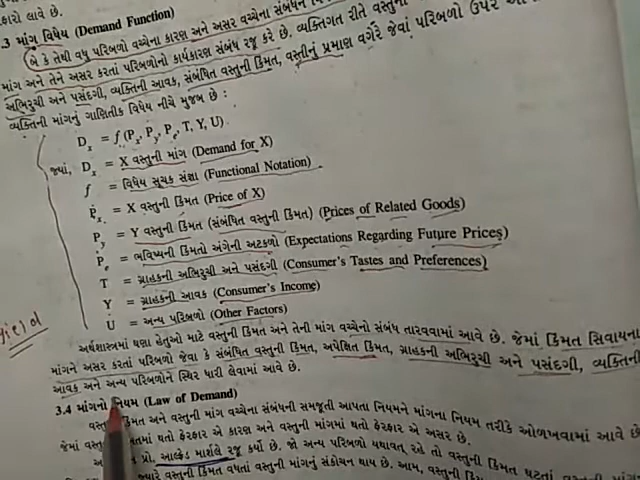 કારો લાવે છે.
.3 માંગ વિધેય (Demand Function)
બે કે તેથી વધુ પરિબળો વચ્ચેના કારણ અને અસર વચ્ચેના સંબંધને
માંગ અને તેને અસર કરતાં પરિબળોનો કાર્યકારણ સંબંધ રજૂ કરે છે. વ્યક્તિગત રીતે વસ્તુની
અભિરુચી અને પસંદગી, વ્યક્તિની આવક, સંબંધિત વસ્તુની કિંમત, વસ્તીનું પ્રમાણ વગેરે જેવાં પરિબળો ઉપર
વ્યક્તિની માંગનું ગાણિતીક વિધેય નીચે મુજબ છે :
Dx = f (Px, Py, Pe, T, Y, U)
જ્યાં, Dx = X વસ્તુની માંગ (Demand for X)
f = વિધેય સૂચક સંજ્ઞા (Functional Notation)
Px = X વસ્તુની કિંમત (Price of X)
Py = Y વસ્તુની કિંમત (સંબંધિત વસ્તુની કિંમત) (Prices of Related Goods)
Pe = ભવિષ્યની કિંમતો અંગેની અટકળો (Expectations Regarding Future Prices)
T = ગ્રાહકની અભિરુચી અને પસંદગી (Consumer's Tastes and Preferences)
Y = ગ્રાહકની આવક (Consumer's Income)
U = અન્ય પરિબળો (Other Factors)
અર્થશાસ્ત્રમાં ઘણા હેતુઓ માટે વસ્તુની કિંમત અને તેની માંગ વચ્ચેનો સંબંધ તારવવામાં આવે છે. જેમાં કિંમત સિવાયના
માંગને અસર કરતાં પરિબળો જેવા કે સંબંધિત વસ્તુની કિંમત, અપેક્ષિત કિંમત, ગ્રાહકની અભિરુચી અને પસંદગી, વ્યક્તિની
આવક અને અન્ય પરિબળોને સ્થિર ધારી લેવામાં આવે છે.
3.4 માંગનો નિયમ (Law of Demand)
કિંમત અને વસ્તુની માંગ વચ્ચેના સંબંધની સમજૂતી આપતા નિયમને માંગના નિયમ તરીકે ઓળખવામાં આવે છે
જેમાં થતો ફેરફાર એ કારણ અને વસ્તુની માંગમાં થતો ફેરફાર એ અસર છે.
પ્રો. આલ્ફ્રેડ માર્શલે રજૂ કર્યો છે. જો અન્ય પરિબળો યથાવત્ રહે તો વસ્તુની કિંમત ઘટતાં વસ્તુની
જ્યારે વસ્તુની કિંમત વધતાં વસ્તુની માંગનું સંકોચન થાય છે. આમ, વસ્તુની